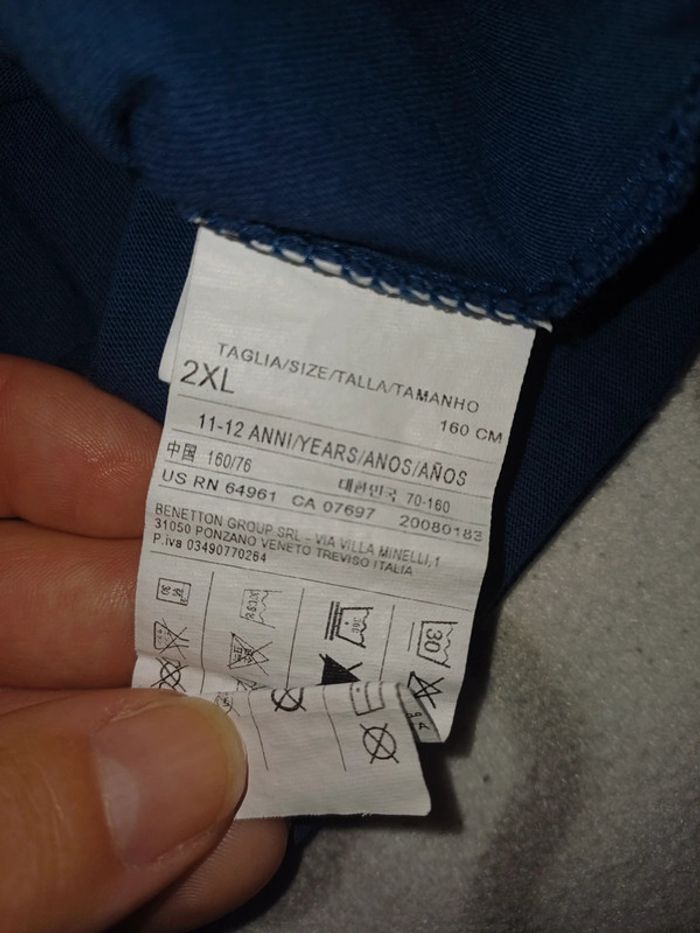 TAGLIA/SIZE/TALLA/TAMANHO
2XL
160 CM
11-12 ANNI/YEARS/ANOS/AÑOS
中国 160/76 대한민국 70-160
US RN 64961 CA 07697 20080183
BENETTON GROUP SRL - VIA VILLA MINELLI,1
31050 PONZANO VENETO TREVISO ITALIA
P.iva 03490770264
30
30